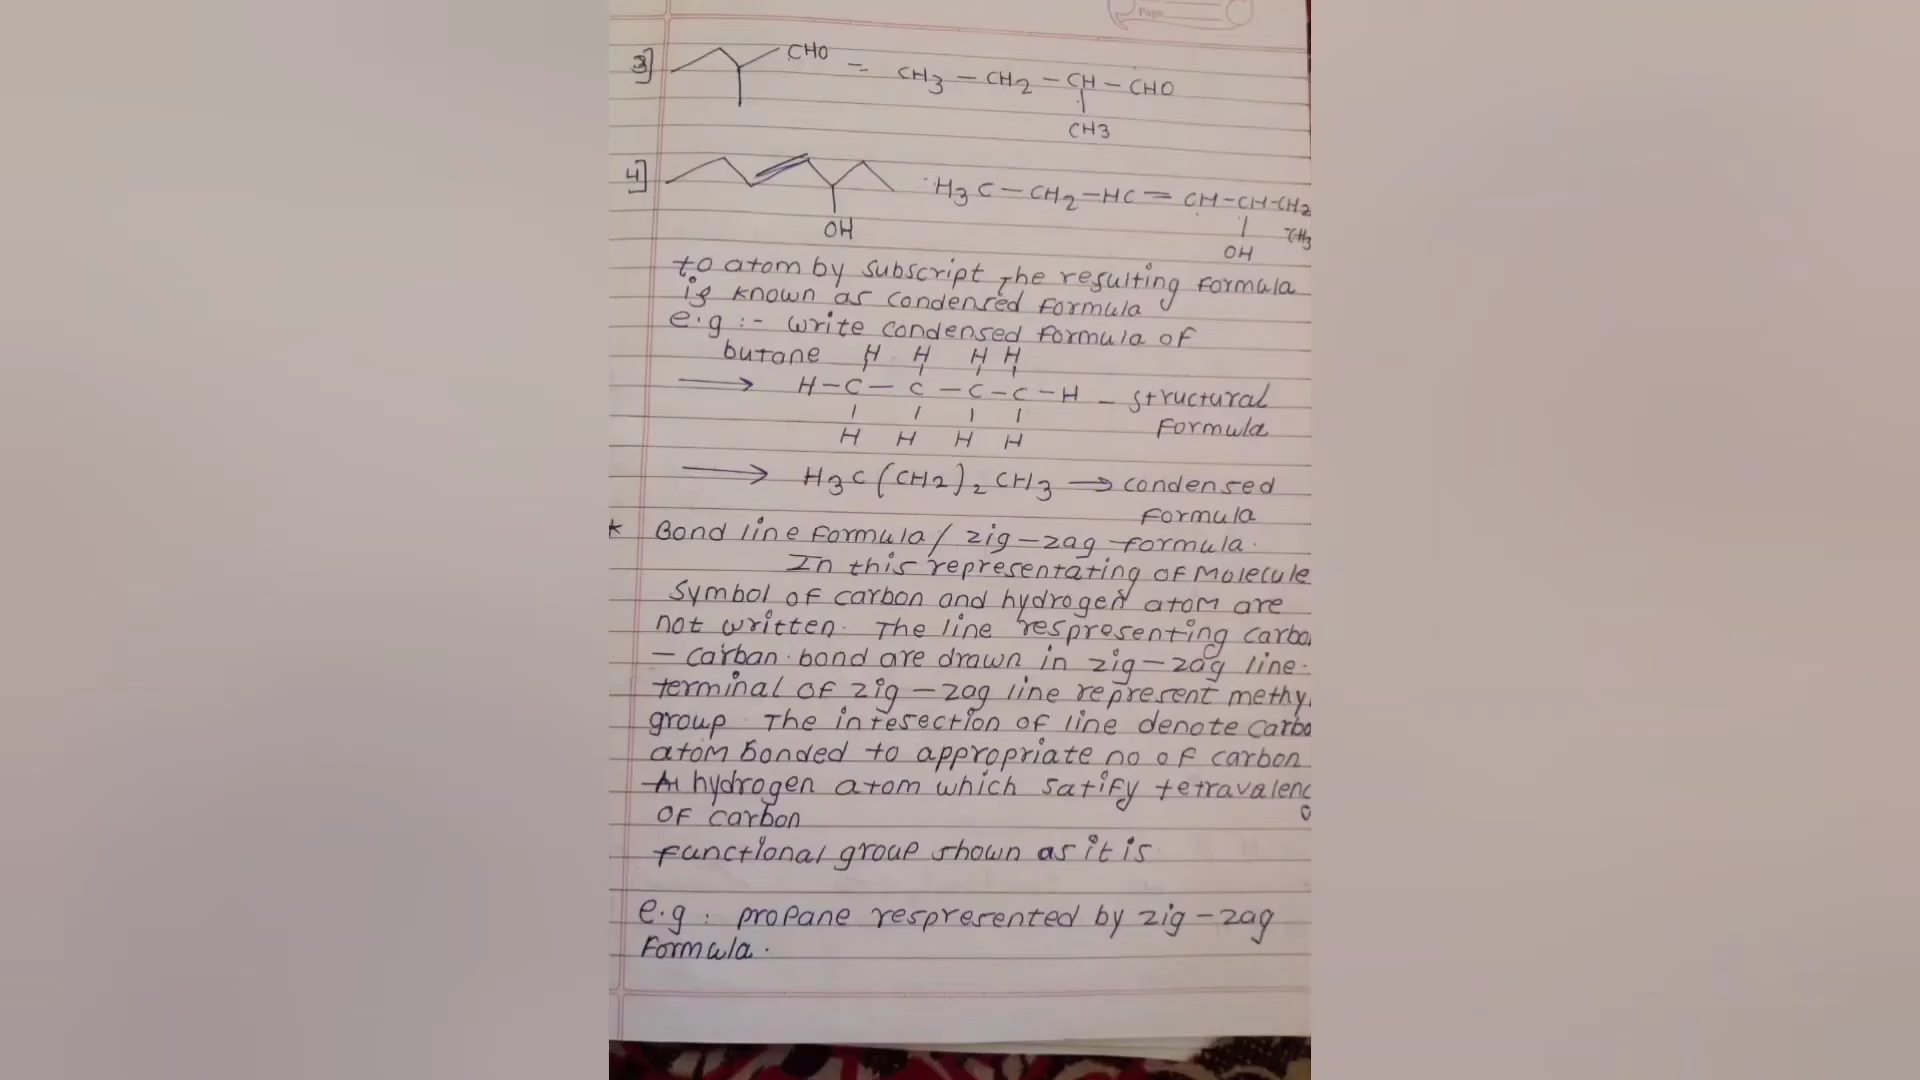 Page
3] CHO = CH3 - CH2 - CH - CHO
CH3
4] H3C - CH2 - HC = CH - CH - CH2
OH OH CH3
to atom by subscript The resulting formula
is known as condensed formula
e.g :- write condensed formula of
butane H H H H
⟹ H-C-C-C-C-H - structural
H H H H formula
⟹ H3C(CH2)2CH3 → condensed
formula
* Bond line formula / zig-zag formula.
In this representating of Molecule
symbol of carbon and hydrogen atom are
not written. The line respresenting carbo
- carban bond are drawn in zig-zag line.
terminal of zig-zag line represent methy
group. The intesection of line denote carbo
atom bonded to appropriate no of carbon
hydrogen atom which satify tetravalenc
of carbon
functional group shown as it is
e.g. propane respresented by zig-zag
formula.